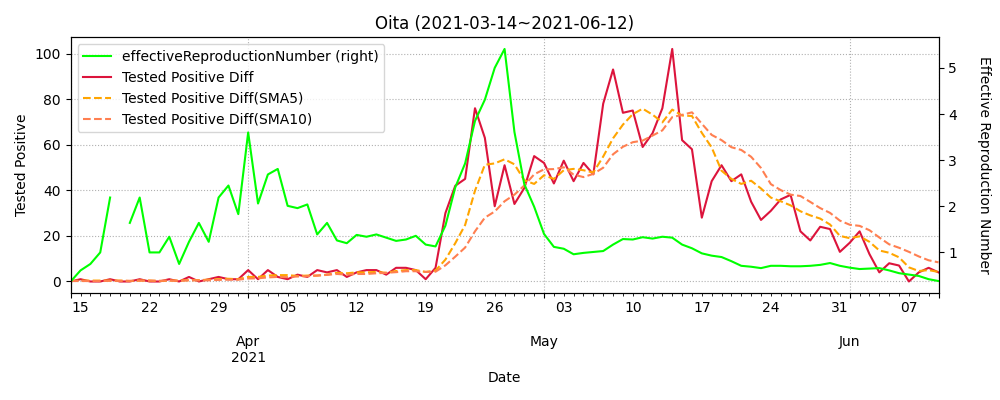 Oita (2021-03-14~2021-06-12)
effectiveReproductionNumber (right)
Tested Positive Diff
Tested Positive Diff(SMA5)
Tested Positive Diff(SMA10)
Tested Positive
100
80
60
40
20
0
5
4
3
2
1
Effective Reproduction Number
15 22 29 05 12 19 26 03 10 17 24 31 07
Apr May Jun
2021
Date